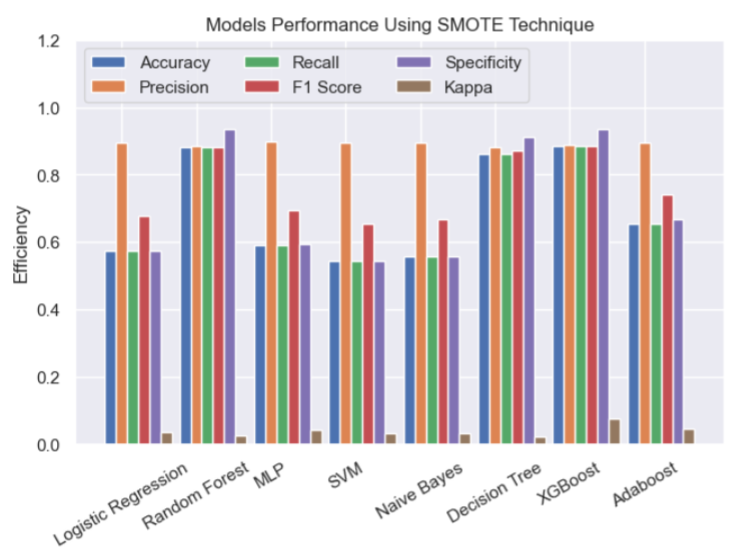 Models Performance Using SMOTE Technique
Accuracy Recall Specificity
Precision F1 Score Kappa
1.2
1.0
0.8
0.6
0.4
0.2
0.0
Efficiency
Logistic Regression
Random Forest
MLP
SVM
Naive Bayes
Decision Tree
XGBoost
Adaboost